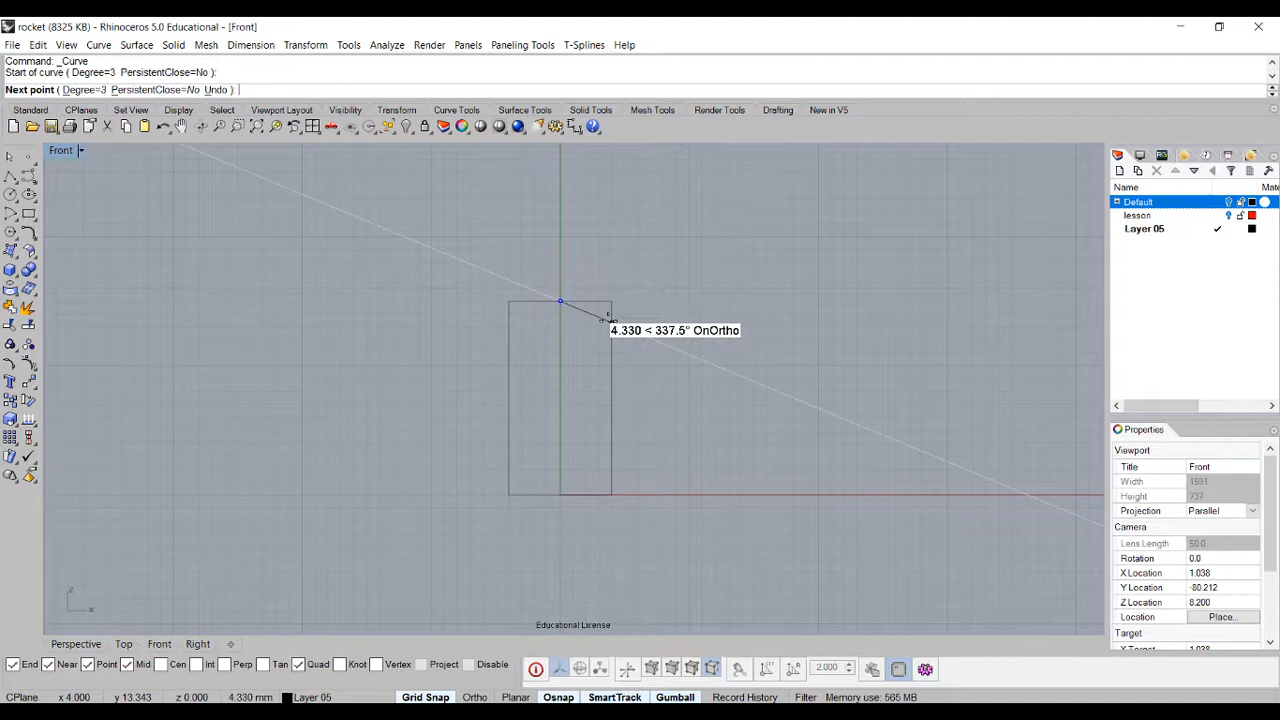 rocket (8325 KB) - Rhinoceros 5.0 Educational - [Front]
File Edit View Curve Surface Solid Mesh Dimension Transform Tools Analyze Render Panels Paneling Tools T-Splines Help
Command: _Curve
Start of curve ( Degree=3 PersistentClose=No ):
Next point ( Degree=3 PersistentClose=No Undo ):
Standard CPlanes Set View Display Select Viewport Layout Visibility Transform Curve Tools Surface Tools Solid Tools Mesh Tools Render Tools Drafting New in V5
Front
Name Mate
Default
lesson
Layer 05
4.330 < 337.5° OnOrtho
Properties
Viewport
Title Front
Width 1591
Height 737
Projection Parallel
Camera
Lens Length 50.0
Rotation 0.0
X Location 1.038
Y Location -80.212
Z Location 8.200
Location Place...
Target
X Target 1.038
z
x
Educational License
Perspective Top Front Right
End Near Point Mid Cen Int Perp Tan Quad Knot Vertex Project Disable
2.000
CPlane x 4.000 y 13.343 z 0.000 4.330 mm Layer 05 Grid Snap Ortho Planar Osnap SmartTrack Gumball Record History Filter Memory use: 565 MB